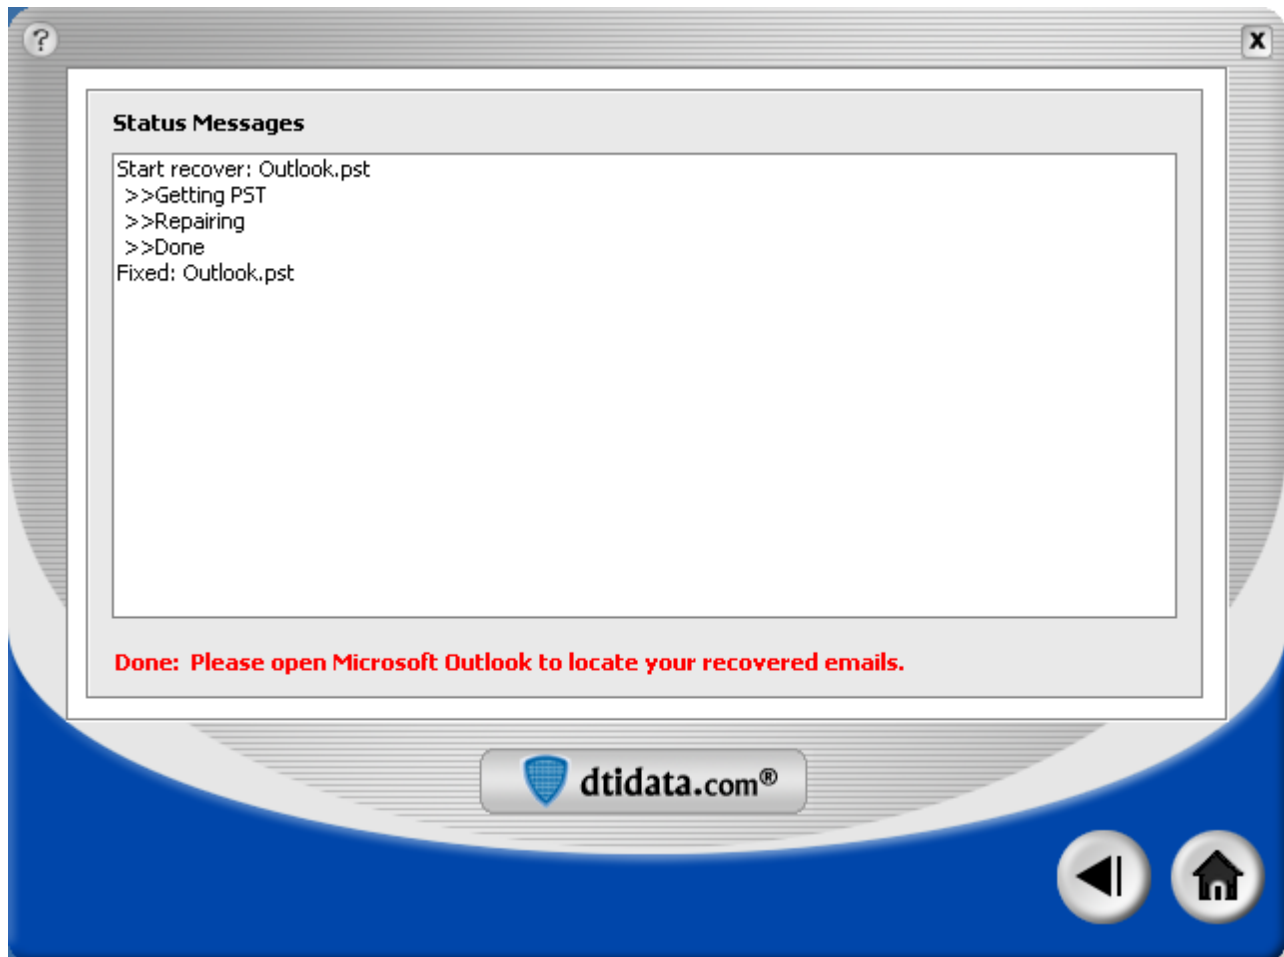 ?
X
Status Messages
Start recover: Outlook.pst
>>Getting PST
>>Repairing
>>Done
Fixed: Outlook.pst
Done:  Please open Microsoft Outlook to locate your recovered emails.
dtidata.com®